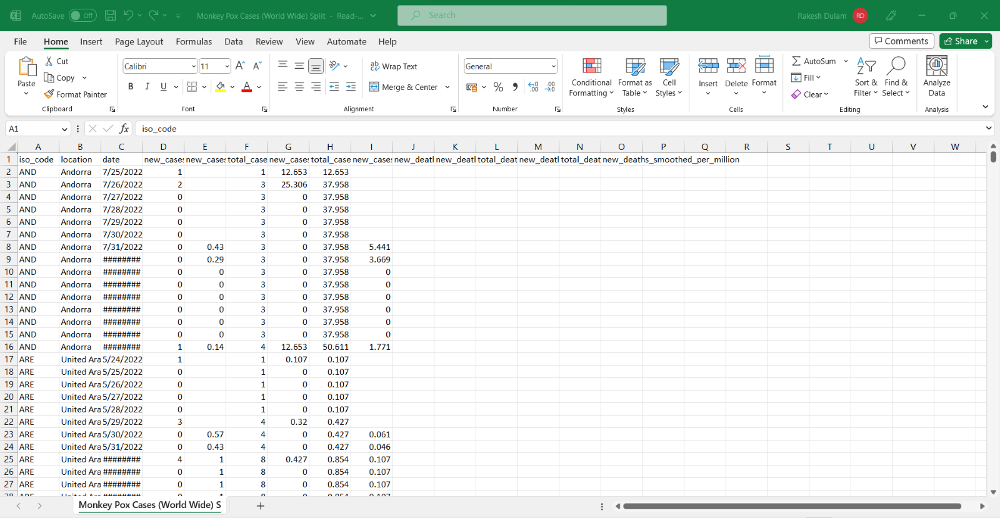 AutoSave Off Monkey Pox Cases (World Wide) Split - Read-... Search Rakesh Dulam RD
File Home Insert Page Layout Formulas Data Review View Automate Help Comments Share
Paste Cut Copy Format Painter Clipboard
Calibri 11 B I U A Font
ab Wrap Text Merge & Center Alignment
General % Number
Conditional Formatting Format as Table Cell Styles Styles
Insert Delete Format Cells
AutoSum Fill Clear Sort & Filter Find & Select Editing
Analyze Data Analysis
A1 fx iso_code
A B C D E F G H I J K L M N O P Q R S T U V W
1 iso_code location date new_cases new_cases total_case new_cases total_case new_cases new_deatl new_deatl total_deat new_deatl total_deat new_deaths_smoothed_per_million
2 AND Andorra 7/25/2022 1 1 12.653 12.653
3 AND Andorra 7/26/2022 2 3 25.306 37.958
4 AND Andorra 7/27/2022 0 3 0 37.958
5 AND Andorra 7/28/2022 0 3 0 37.958
6 AND Andorra 7/29/2022 0 3 0 37.958
7 AND Andorra 7/30/2022 0 3 0 37.958
8 AND Andorra 7/31/2022 0 0.43 3 0 37.958 5.441
9 AND Andorra ######## 0 0.29 3 0 37.958 3.669
10 AND Andorra ######## 0 0 3 0 37.958 0
11 AND Andorra ######## 0 0 3 0 37.958 0
12 AND Andorra ######## 0 0 3 0 37.958 0
13 AND Andorra ######## 0 0 3 0 37.958 0
14 AND Andorra ######## 0 0 3 0 37.958 0
15 AND Andorra ######## 0 0 3 0 37.958 0
16 AND Andorra ######## 1 0.14 4 12.653 50.611 1.771
17 ARE United Ara 5/24/2022 1 1 0.107 0.107
18 ARE United Ara 5/25/2022 0 1 0 0.107
19 ARE United Ara 5/26/2022 0 1 0 0.107
20 ARE United Ara 5/27/2022 0 1 0 0.107
21 ARE United Ara 5/28/2022 0 1 0 0.107
22 ARE United Ara 5/29/2022 3 4 0.32 0.427
23 ARE United Ara 5/30/2022 0 0.57 4 0 0.427 0.061
24 ARE United Ara 5/31/2022 0 0.43 4 0 0.427 0.046
25 ARE United Ara ######## 4 1 8 0.427 0.854 0.107
26 ARE United Ara ######## 0 1 8 0 0.854 0.107
27 ARE United Ara ######## 0 1 8 0 0.854 0.107
Monkey Pox Cases (World Wide) S